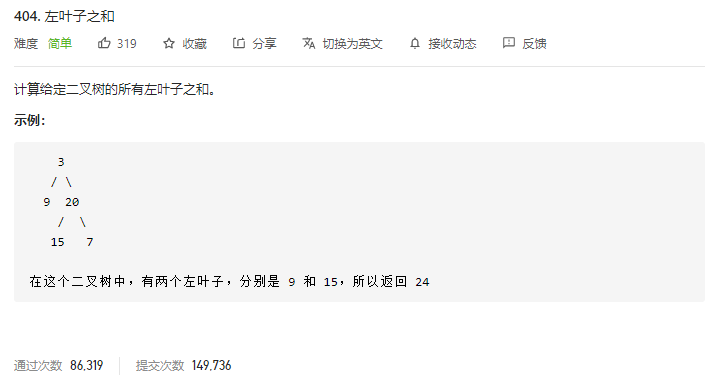 404. 左叶子之和
难度 简单 319 收藏 分享 切换为英文 接收动态 反馈
计算给定二叉树的所有左叶子之和。
示例：
3
/ \
9 20
/ \
15 7
在这个二叉树中，有两个左叶子，分别是 9 和 15，所以返回 24
通过次数 86,319 提交次数 149,736